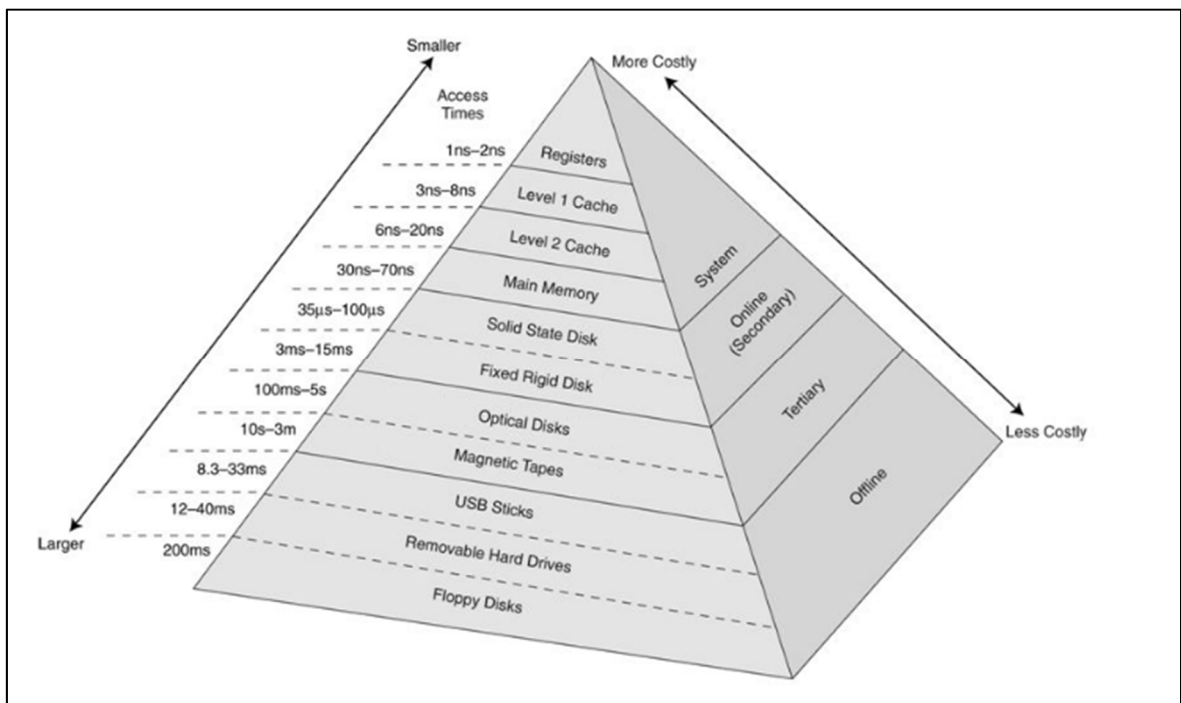 Smaller
More Costly
Access
Times
1ns–2ns
Registers
3ns–8ns
Level 1 Cache
6ns–20ns
Level 2 Cache
System
30ns–70ns
Main Memory
Online
(Secondary)
35μs–100μs
Solid State Disk
3ms–15ms
Fixed Rigid Disk
Tertiary
100ms–5s
Optical Disks
Less Costly
10s–3m
Magnetic Tapes
8.3–33ms
USB Sticks
Offline
12–40ms
Removable Hard Drives
Larger
200ms
Floppy Disks